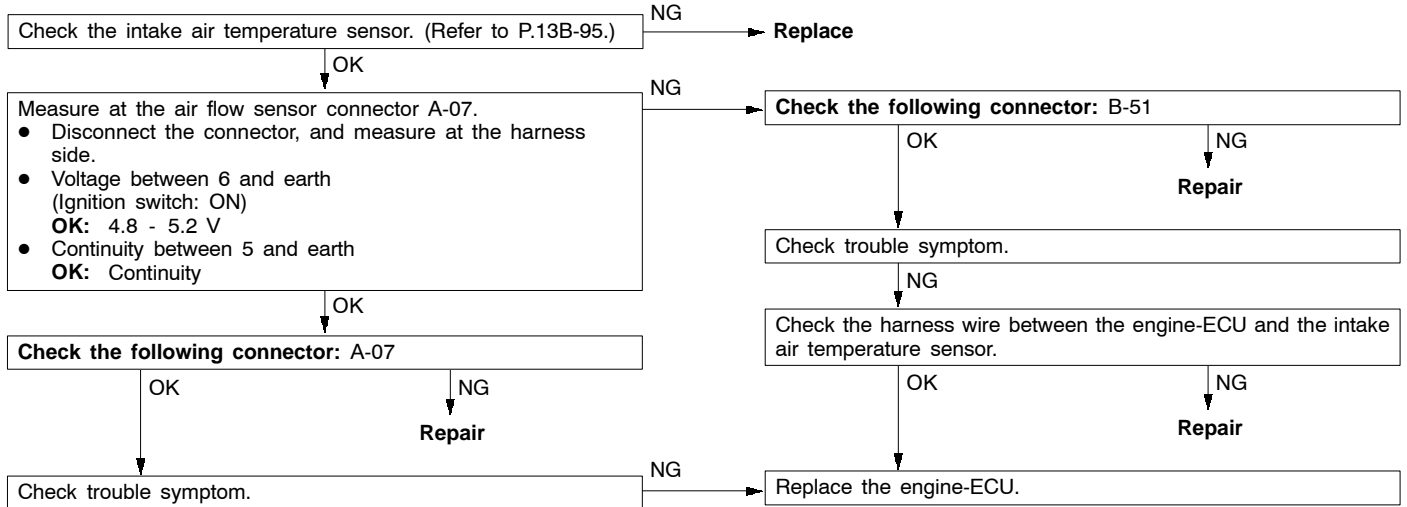 Check the intake air temperature sensor. (Refer to P.13B-95.)
NG
Replace
OK
Measure at the air flow sensor connector A-07.
● Disconnect the connector, and measure at the harness
side.
● Voltage between 6 and earth
(Ignition switch: ON)
OK: 4.8 - 5.2 V
● Continuity between 5 and earth
OK: Continuity
NG
Check the following connector: B-51
OK
NG
Repair
Check trouble symptom.
NG
Check the harness wire between the engine-ECU and the intake
air temperature sensor.
OK
NG
Repair
OK
Check the following connector: A-07
OK
NG
Repair
Check trouble symptom.
NG
Replace the engine-ECU.